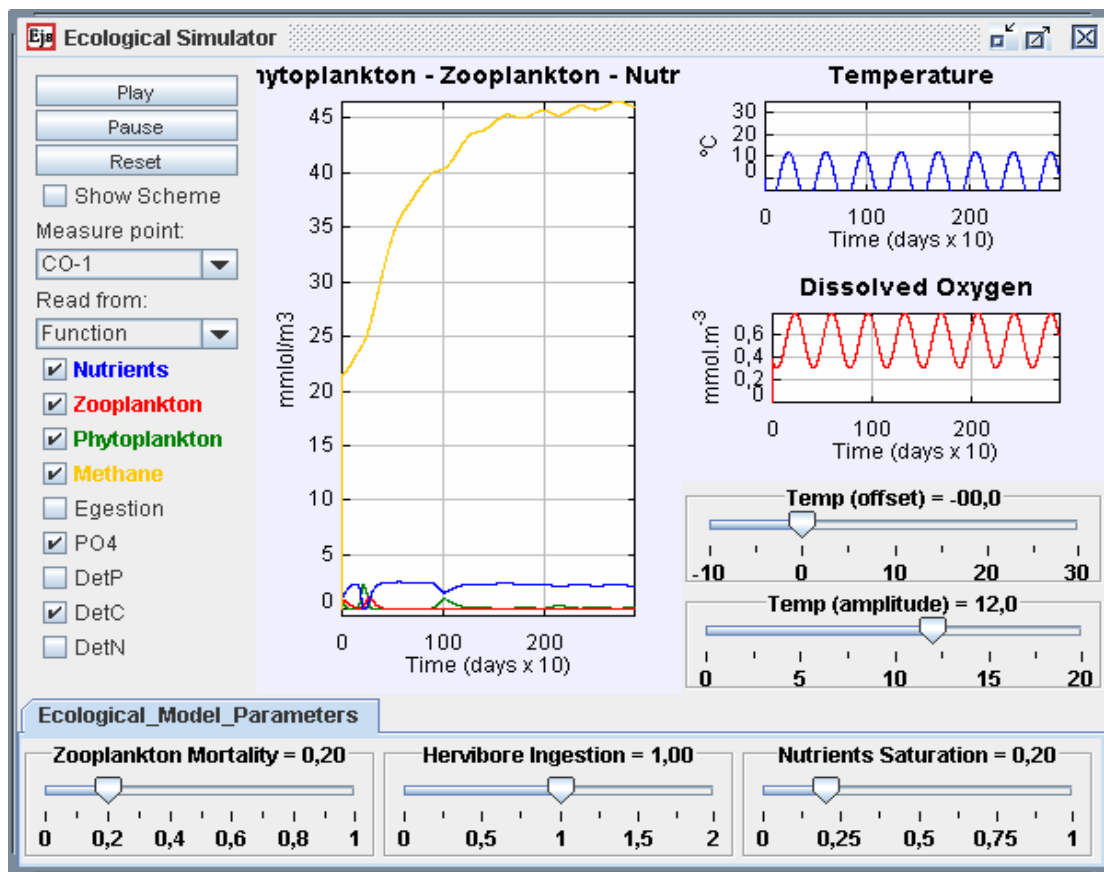 Ejs Ecological Simulator
Play
Pause
Reset
Show Scheme
Measure point:
CO-1
Read from:
Function
Nutrients
Zooplankton
Phytoplankton
Methane
Egestion
PO4
DetP
DetC
DetN
hytoplankton - Zooplankton - Nutr
mmlol/m3
45
40
35
30
25
20
15
10
5
0
0 100 200
Time (days x 10)
Temperature
ºC
30
20
10
0
0 100 200
Time (days x 10)
Dissolved Oxygen
mmol.m-3
0,6
0,4
0,2
0
0 100 200
Time (days x 10)
Temp (offset) = -00,0
-10 0 10 20 30
Temp (amplitude) = 12,0
0 5 10 15 20
Ecological_Model_Parameters
Zooplankton Mortality = 0,20
0 0,2 0,4 0,6 0,8 1
Hervibore Ingestion = 1,00
0 0,5 1 1,5 2
Nutrients Saturation = 0,20
0 0,25 0,5 0,75 1